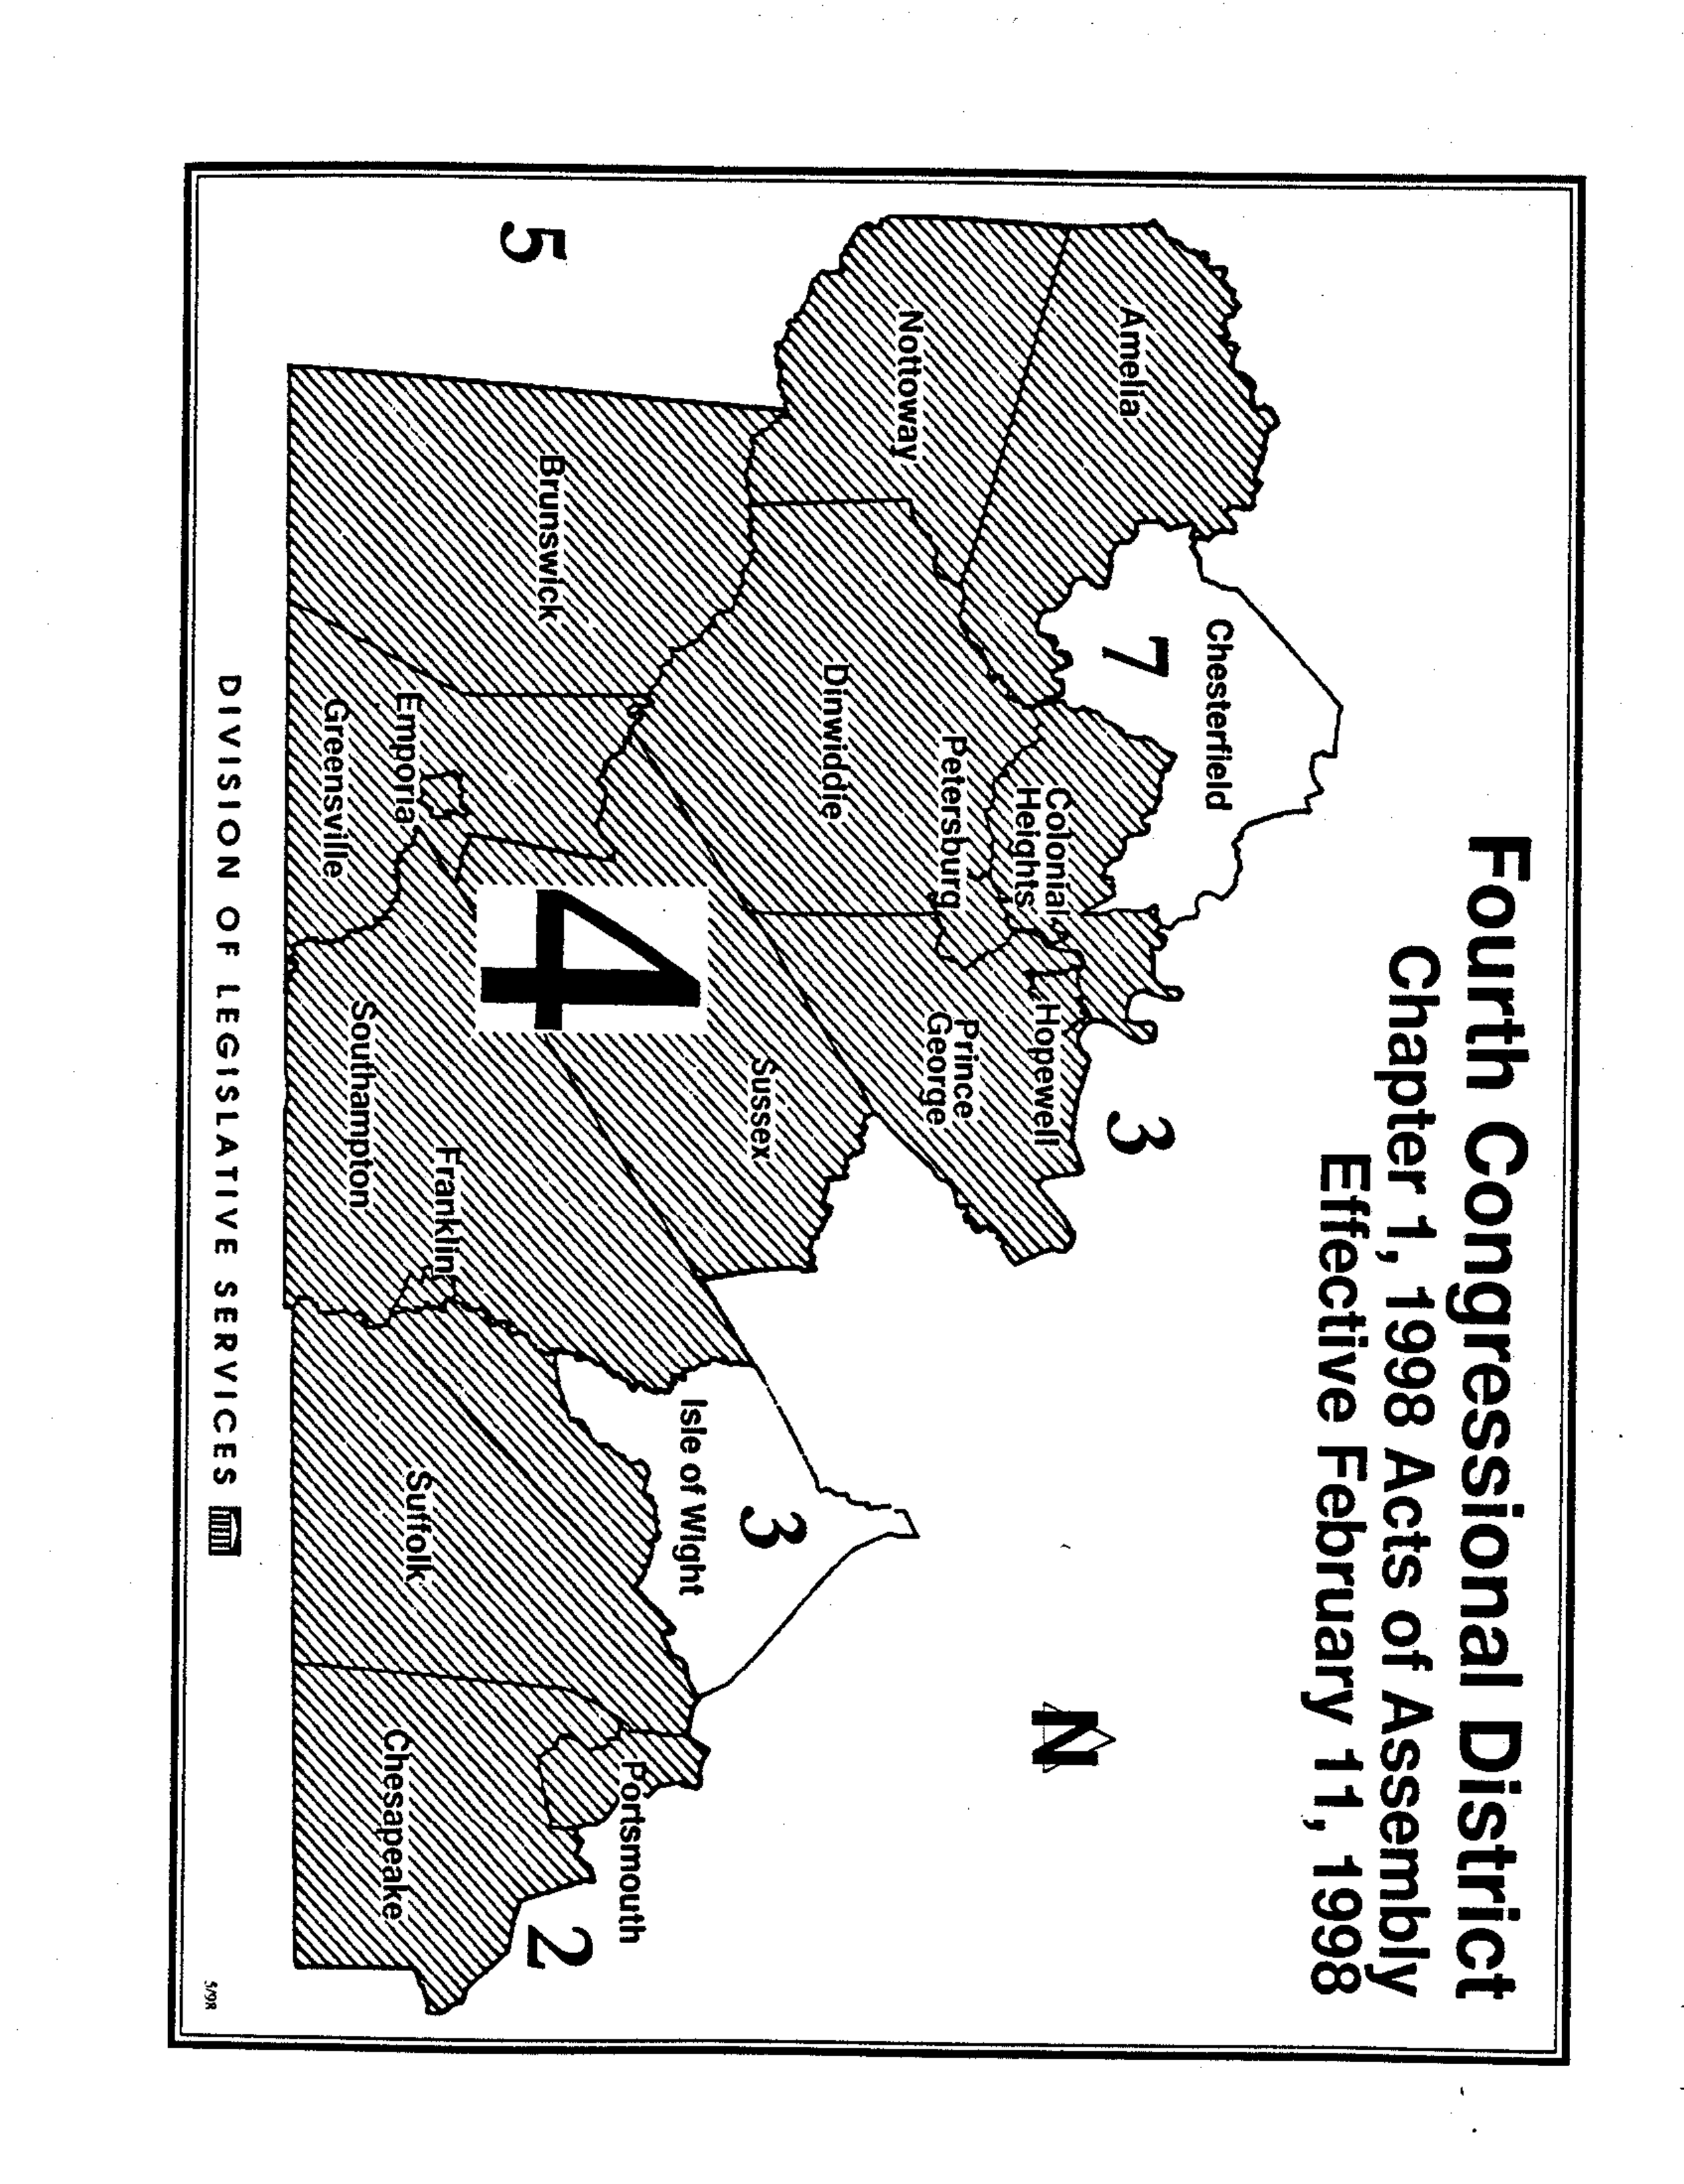 Fourth Congressional District
Chapter 1, 1998 Acts of Assembly
Effective February 11, 1998
Chesterfield
7
Amelia
3
Colonial
Heights
Hopewell
N
Petersburg
Prince
George
Nottoway
Dinwiddie
Sussex
3
Isle of Wight
4
Portsmouth
2
5
Brunswick
Franklin
Suffolk
Emporia
Chesapeake
Southampton
Greensville
DIVISION OF LEGISLATIVE SERVICES
5/98